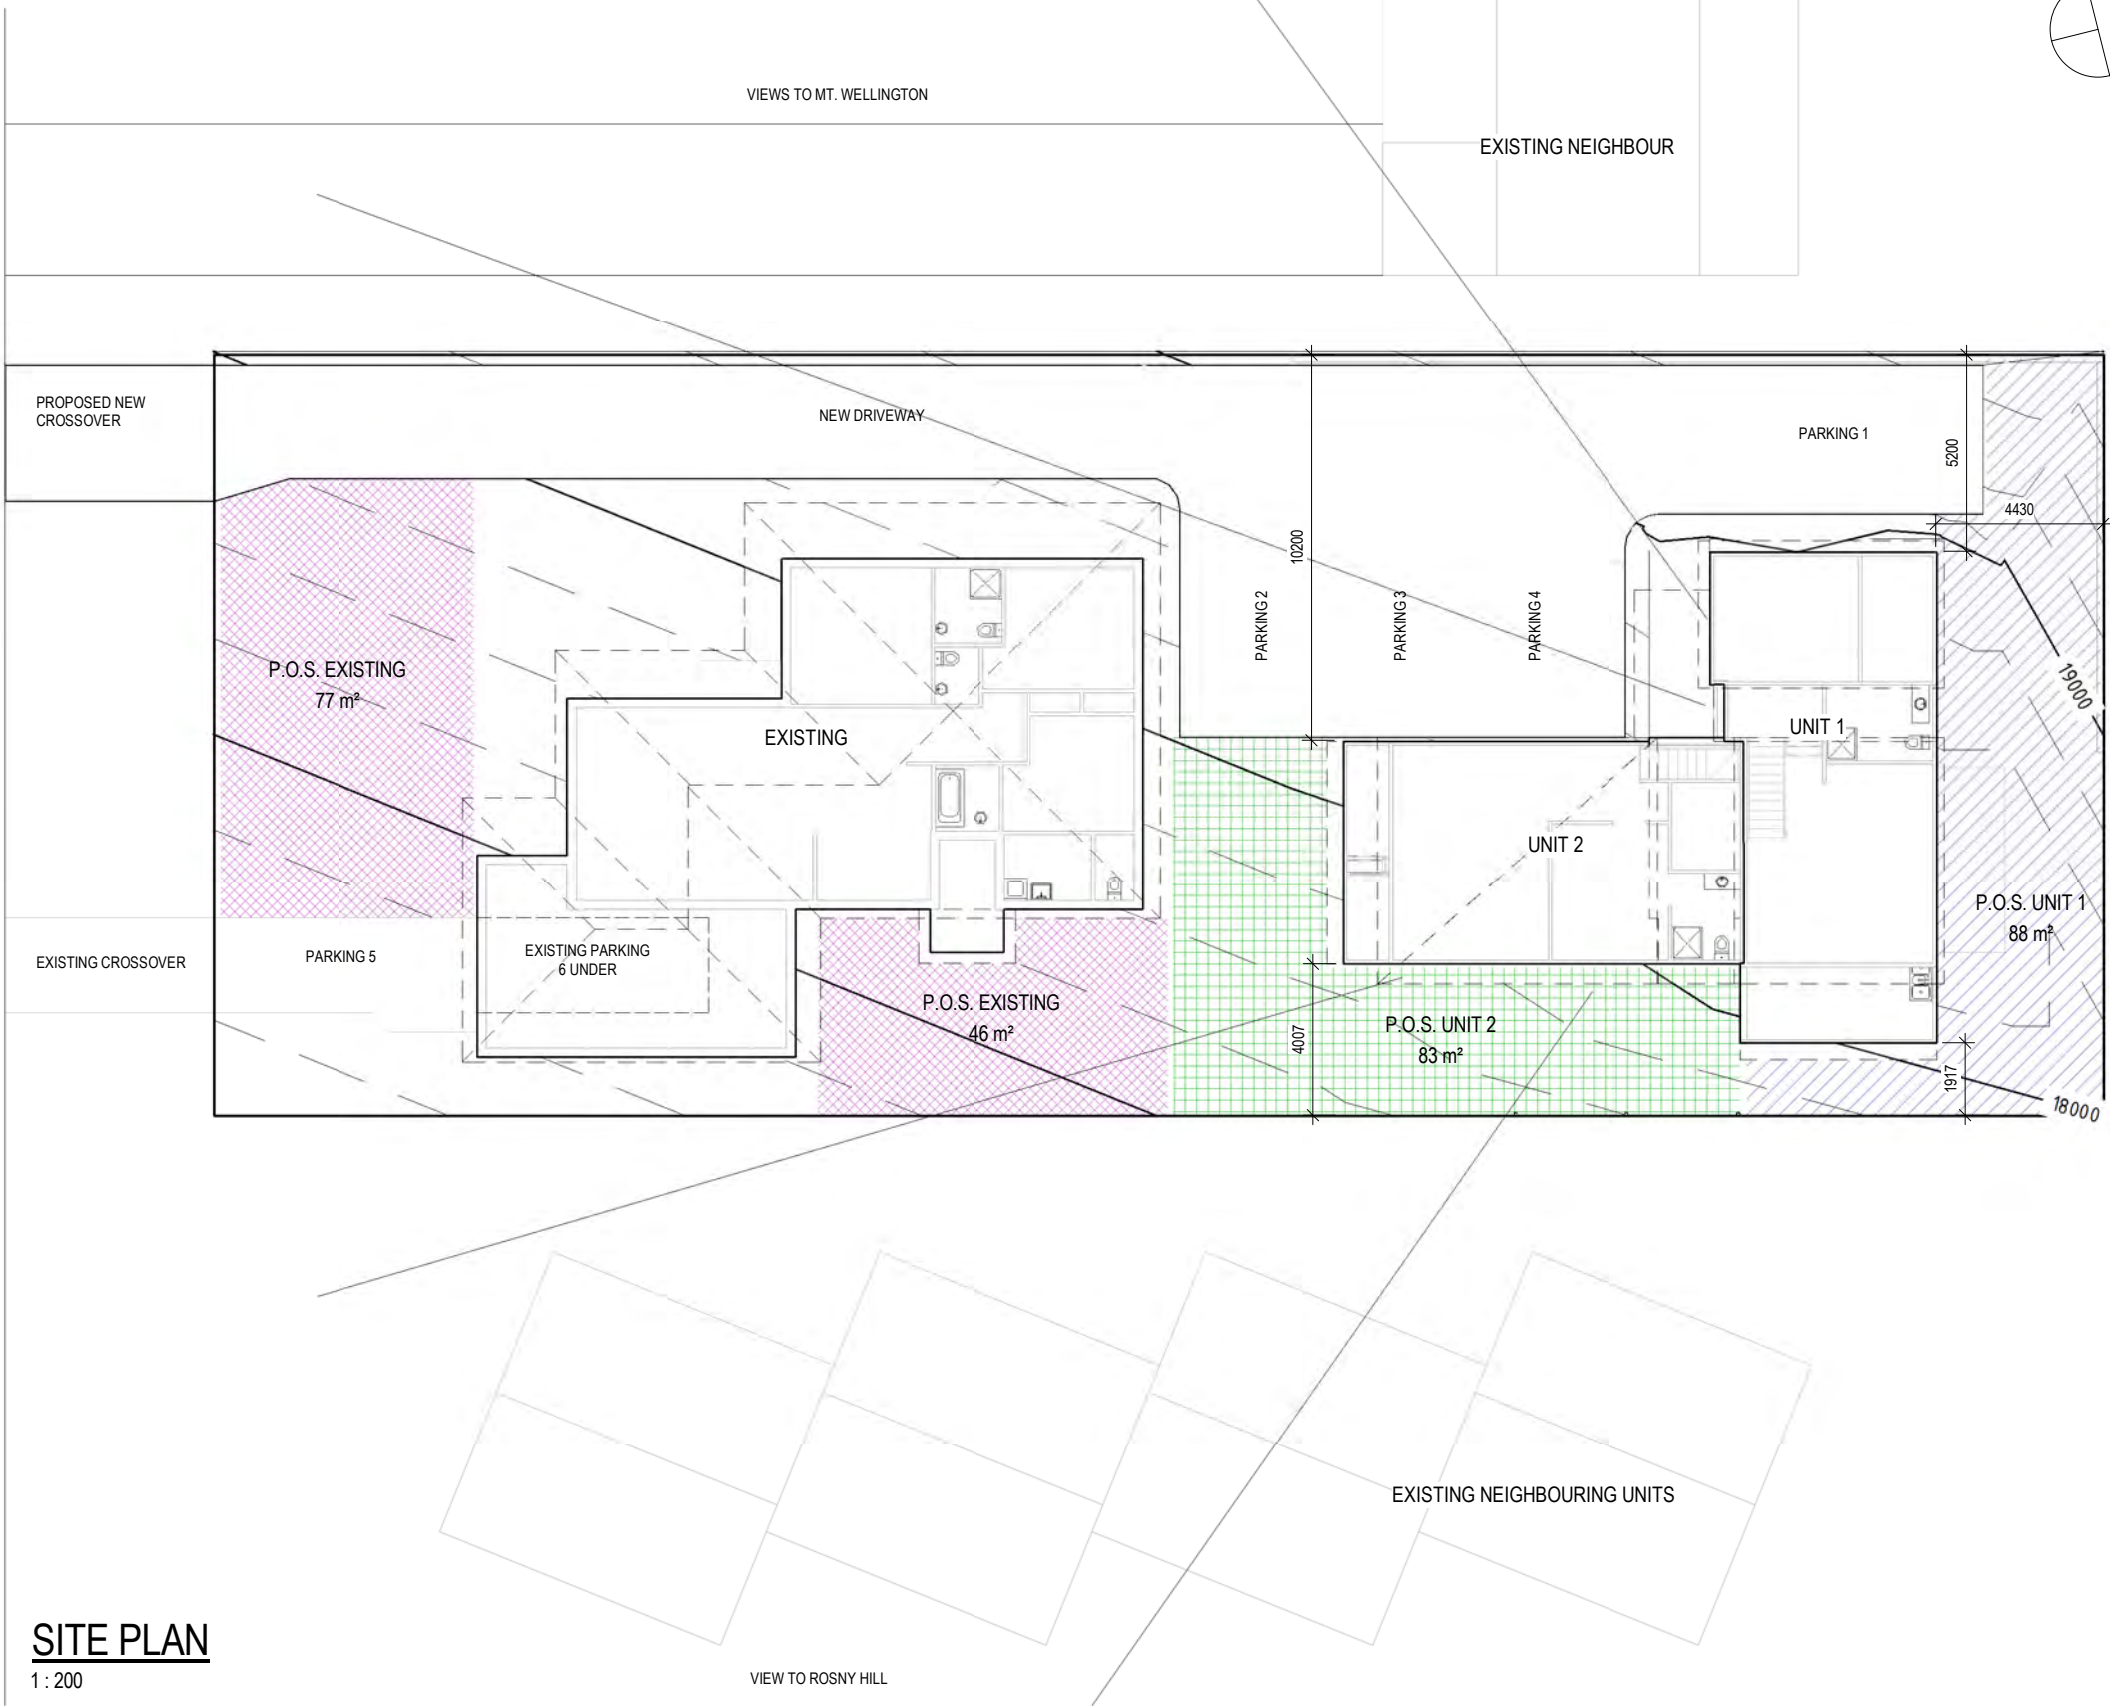 VIEWS TO MT. WELLINGTON
EXISTING NEIGHBOUR
PROPOSED NEW
CROSSOVER
NEW DRIVEWAY
PARKING 1
5200
4430
10200
PARKING 2
PARKING 3
PARKING 4
P.O.S. EXISTING
77 m²
EXISTING
UNIT 1
19000
UNIT 2
P.O.S. UNIT 1
88 m²
EXISTING CROSSOVER
PARKING 5
EXISTING PARKING
6 UNDER
P.O.S. EXISTING
46 m²
4007
P.O.S. UNIT 2
83 m²
1917
18000
EXISTING NEIGHBOURING UNITS
SITE PLAN
1 : 200
VIEW TO ROSNY HILL